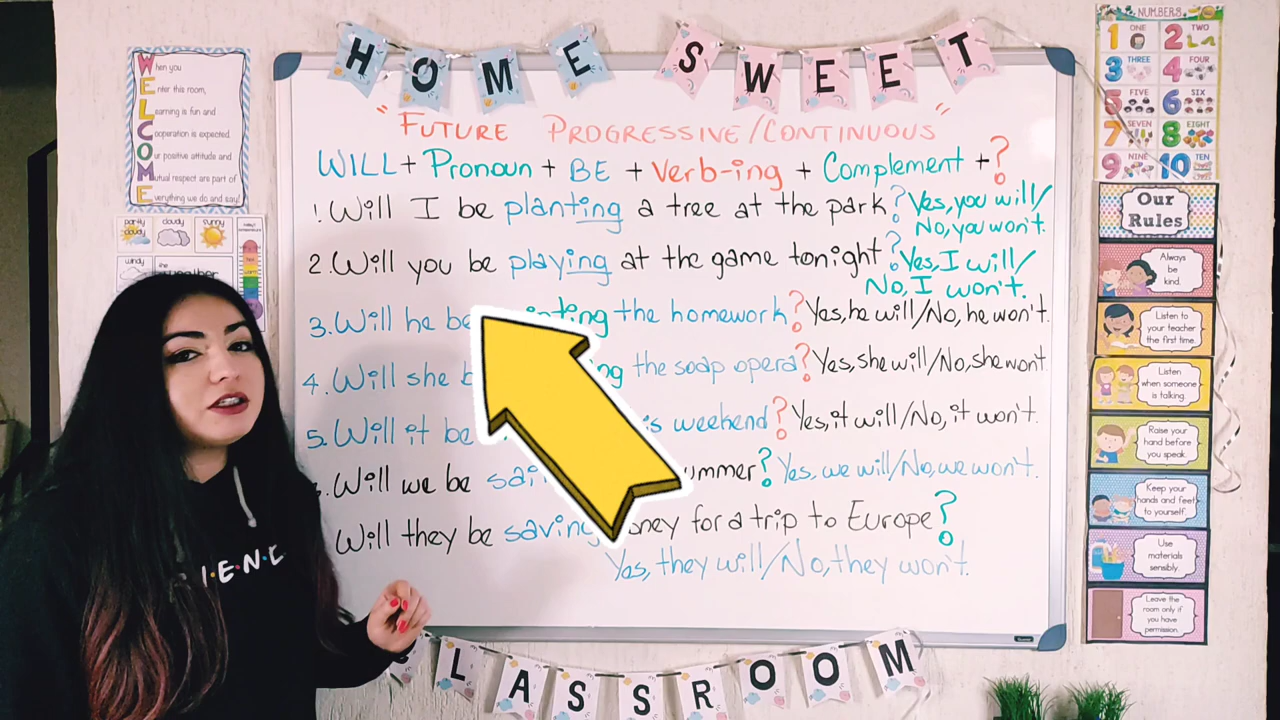 HOME SWEET
"FUTURE PROGRESSIVE/CONTINUOUS"
WILL + Pronoun + BE + Verb-ing + Complement + ?
1. Will I be planting a tree at the park? Yes, you will/
No, you won't.
2. Will you be playing at the game tonight? Yes, I will/
No, I won't.
3. Will he be the homework? Yes, he will/No, he won't.
4. Will she the soap opera? Yes, she will/No, she wont.
5. Will it be weekend? Yes, it will/No, it won't.
Will we be Yes, we will/No, we won't.
Will they be saving for a trip to Europe?
Yes, they will/No, they won't.
CLASSROOM
WELCOME
When you
Enter this room,
Learning is fun and
Cooperation is expected.
Our positive attitude and
Mutual respect are part of
Everything we do and say!
partly cloudy
cloudy
sunny
windy
the weather
NUMBERS
1 ONE 2 TWO
3 THREE 4 FOUR
5 FIVE 6 SIX
7 SEVEN 8 EIGHT
9 NINE 10 TEN
Our
Rules
Always
be
kind.
Listen to
your teacher
the first time.
Listen
when someone
is talking.
Raise your
hand before
you speak.
Keep your
hands and feet
to yourself.
Use
materials
sensibly.
Leave the
room only if
you have
permission.